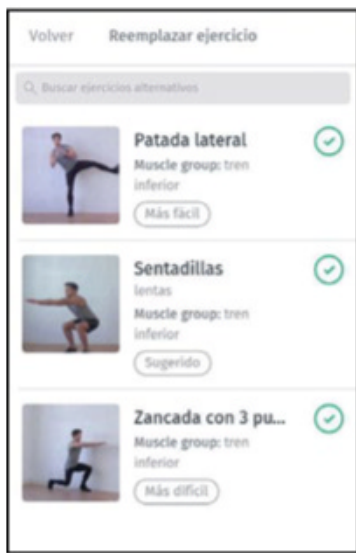 Volver Reemplazar ejercicio
Buscar ejercicios alternativos
Patada lateral
Muscle group: tren
inferior
Más fácil
Sentadillas
lentas
Muscle group: tren
inferior
Sugerido
Zancada con 3 pu...
Muscle group: tren
inferior
Más difícil